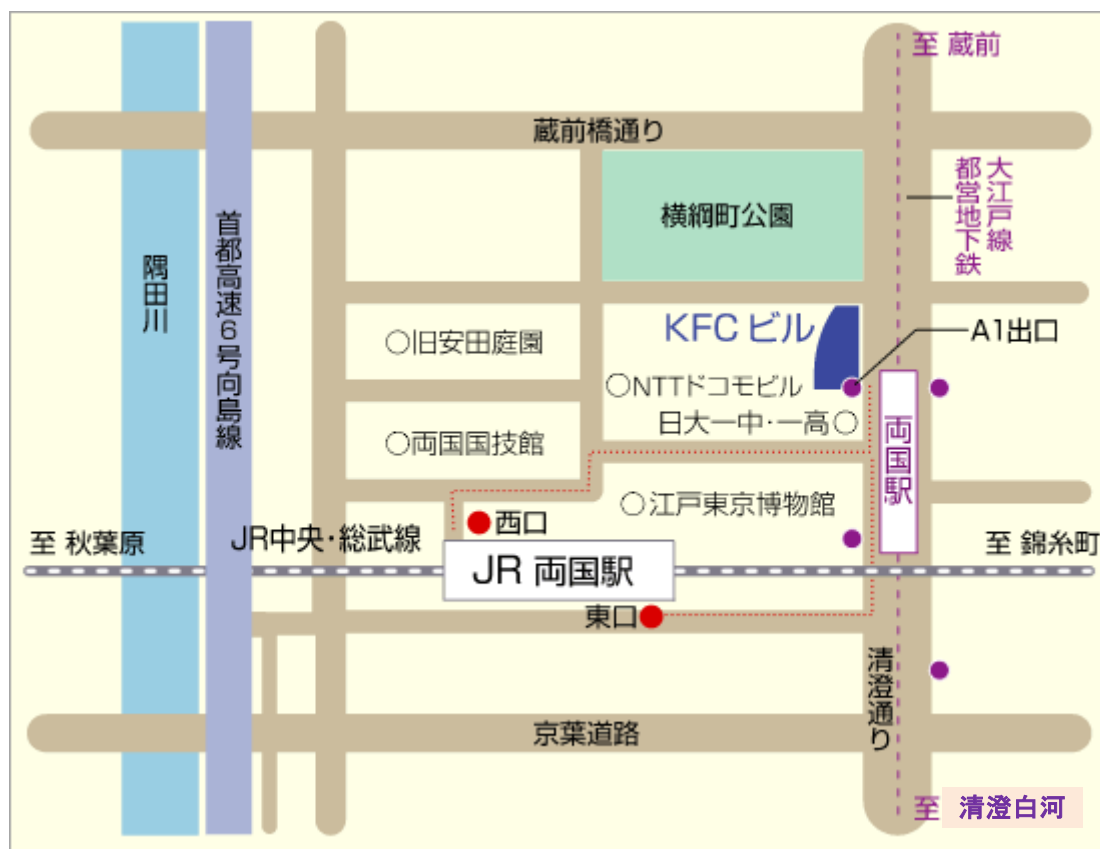 至 蔵前
蔵前橋通り
大江戸線
都営地下鉄
横綱町公園
首都高速6号向島線
隅田川
KFC ビル
A1出口
○旧安田庭園
○NTTドコモビル
日大一中・一高○
○両国国技館
両国駅
○江戸東京博物館
西口
至 秋葉原
JR中央・総武線
JR 両国駅
至 錦糸町
東口
清澄通り
京葉道路
至 清澄白河